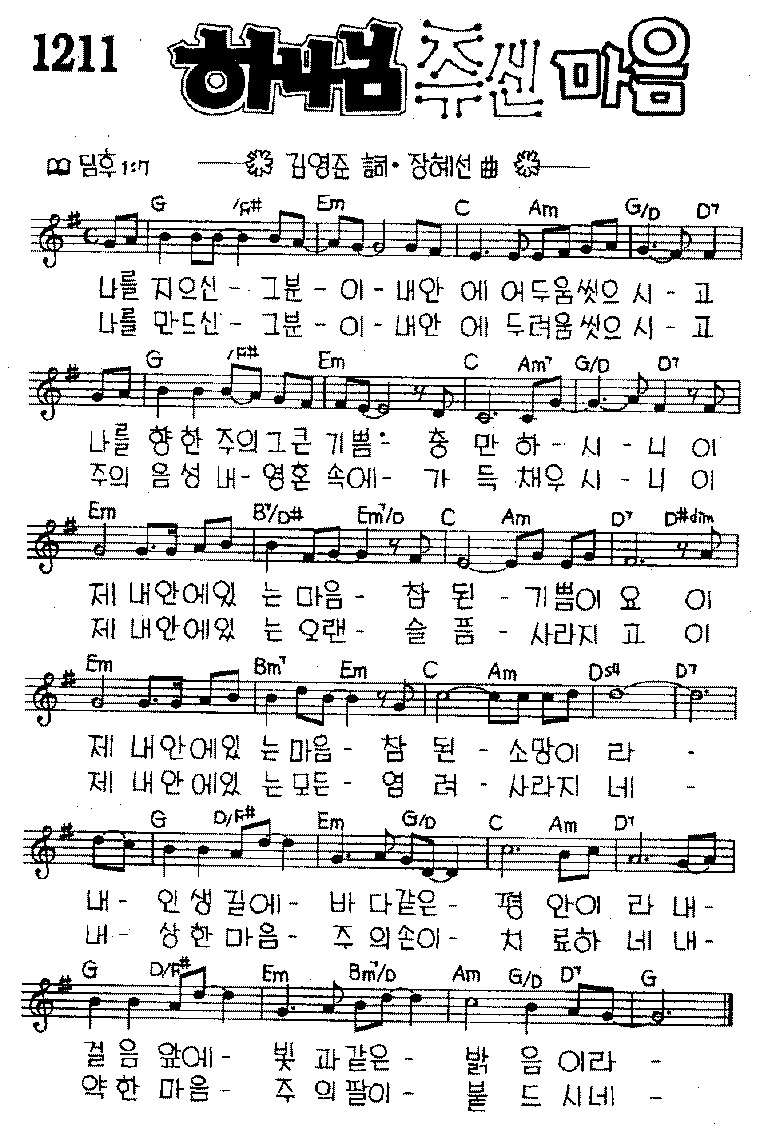 1211 하나님 주신 마음
딤후 1:7 김영준 詞·장혜선 曲
G /F# Em C Am G/D D7
나를 지으신- 그분-이-내안 에 어두움씻으 시-고
나를 만드신- 그분-이-내안 에 두려움씻으 시-고
G /F# Em C Am7 G/D D7
나를 향한 주의그큰 기쁨- 충 만하-시-니 이
주의 음성 내-영혼 속에- 가 득 채우 시-니 이
Em B7/D# Em7/D C Am D7 D#dim
제 내안에있 는 마음- 참 된-기쁨이 요 이
제 내안에있 는 오랜- 슬 픔-사라지 고 이
Em Bm7 Em C Am Ds4 D7
제 내안에있 는마음- 참 된-소망이 라 -
제 내안에있 는모든- 염 려-사라지 네 -
G D/F# Em G/D C Am D7
내-인생길에- 바다같은- 평 안이 라 내-
내-상한마음- 주의손이- 치 료하 네 내-
G D/F# Em Bm7/D Am G/D D7 G
걸음 앞에- 빛 과같은- 밝 음이라 -
약한 마음- 주 의팔이- 붙 드 시네 -